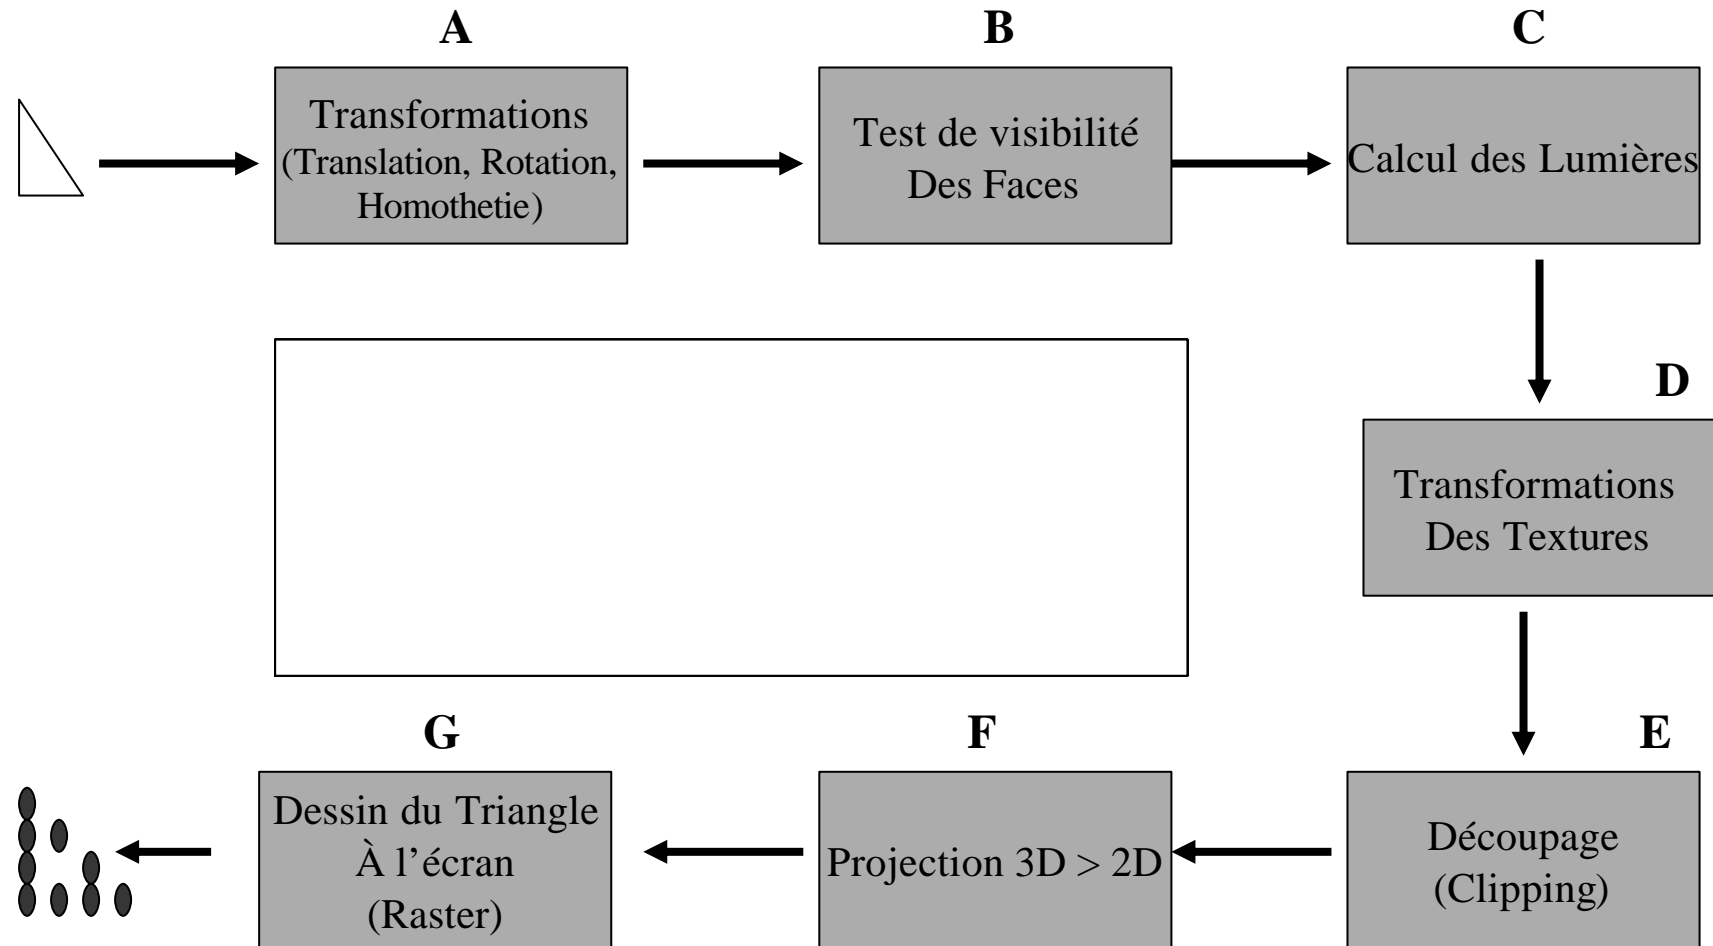 A
Transformations
(Translation, Rotation,
Homothetie)
B
Test de visibilité
Des Faces
C
Calcul des Lumières
D
Transformations
Des Textures
E
Découpage
(Clipping)
F
Projection 3D > 2D
G
Dessin du Triangle
À l’écran
(Raster)